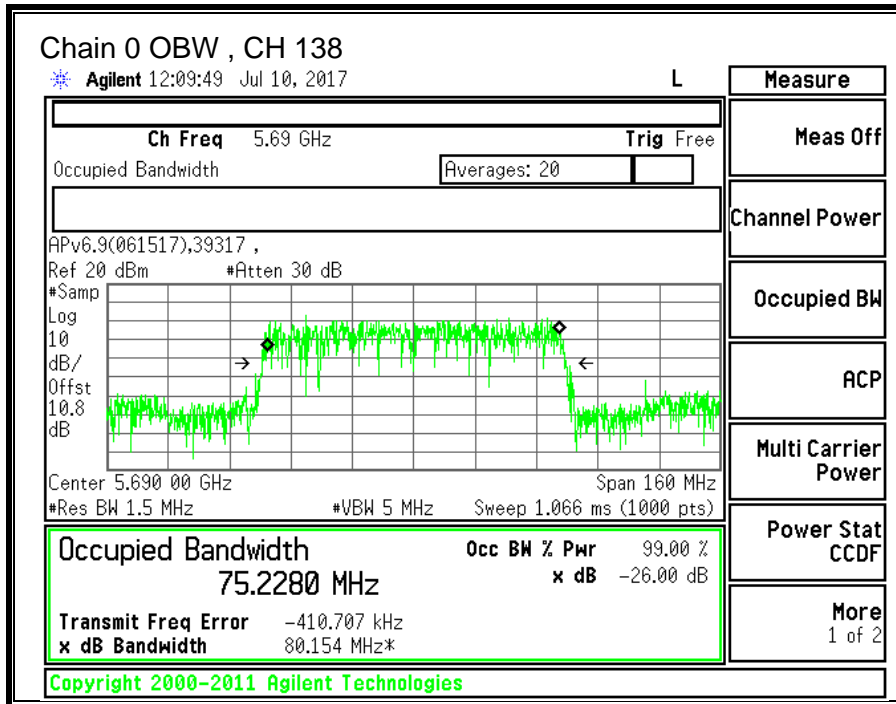 Chain 0 OBW , CH 138
Agilent 12:09:49 Jul 10, 2017 L
Measure
Ch Freq 5.69 GHz Trig Free
Occupied Bandwidth Averages: 20
APv6.9(061517),39317 ,
Ref 20 dBm #Atten 30 dB
#Samp
Log
10
dB/
Offst
10.8
dB
Center 5.690 00 GHz Span 160 MHz
#Res BW 1.5 MHz #VBW 5 MHz Sweep 1.066 ms (1000 pts)
Occupied Bandwidth Occ BW % Pwr 99.00 %
75.2280 MHz x dB -26.00 dB
Transmit Freq Error -410.707 kHz
x dB Bandwidth 80.154 MHz*
Copyright 2000-2011 Agilent Technologies
Meas Off
Channel Power
Occupied BW
ACP
Multi Carrier
Power
Power Stat
CCDF
More
1 of 2